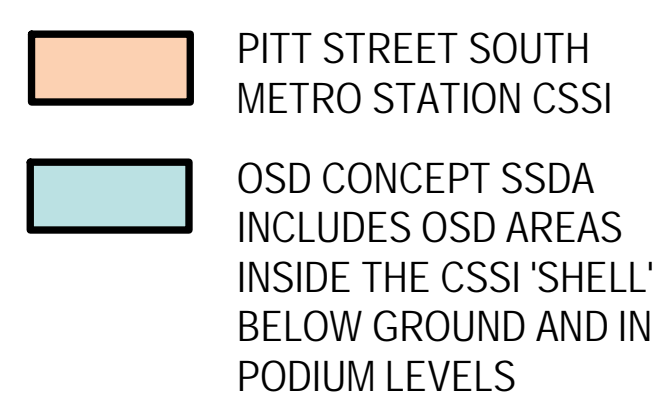 PITT STREET SOUTH
METRO STATION CSSI
OSD CONCEPT SSDA
INCLUDES OSD AREAS
INSIDE THE CSSI 'SHELL'
BELOW GROUND AND IN
PODIUM LEVELS